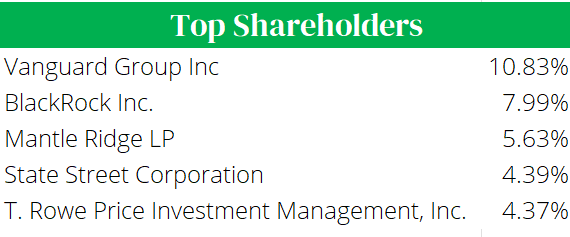 Top Shareholders
Vanguard Group Inc 10.83%
BlackRock Inc. 7.99%
Mantle Ridge LP 5.63%
State Street Corporation 4.39%
T. Rowe Price Investment Management, Inc. 4.37%